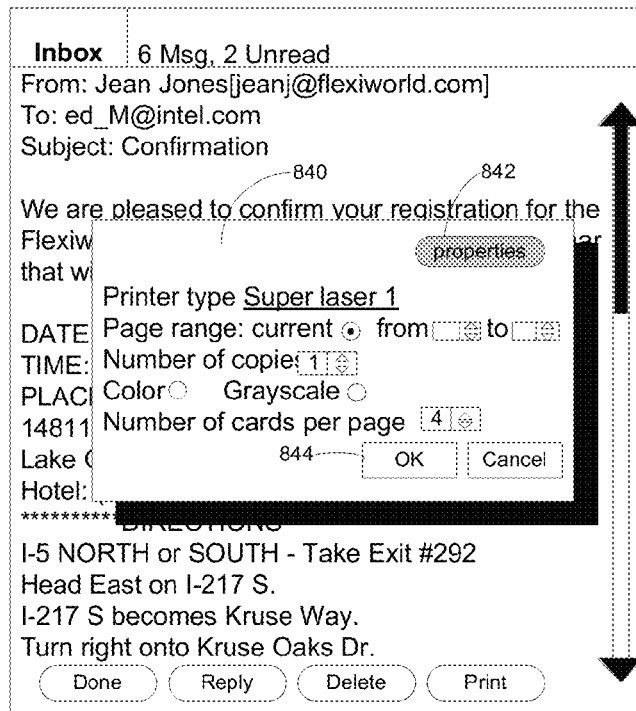 Inbox 6 Msg, 2 Unread
From: Jean Jones[jeanj@flexiworld.com]
To: ed_M@intel.com
Subject: Confirmation
840 842
We are pleased to confirm your registration for the
Flexiw ar
properties
that w
Printer type Super laser 1
DATE
Page range: current from to
TIME:
Number of copies 1
PLAC
Color Grayscale
14811
Number of cards per page 4
Lake
844 OK Cancel
Hotel:
**********DIRECTIONS
I-5 NORTH or SOUTH - Take Exit #292
Head East on I-217 S.
I-217 S becomes Kruse Way.
Turn right onto Kruse Oaks Dr.
Done Reply Delete Print